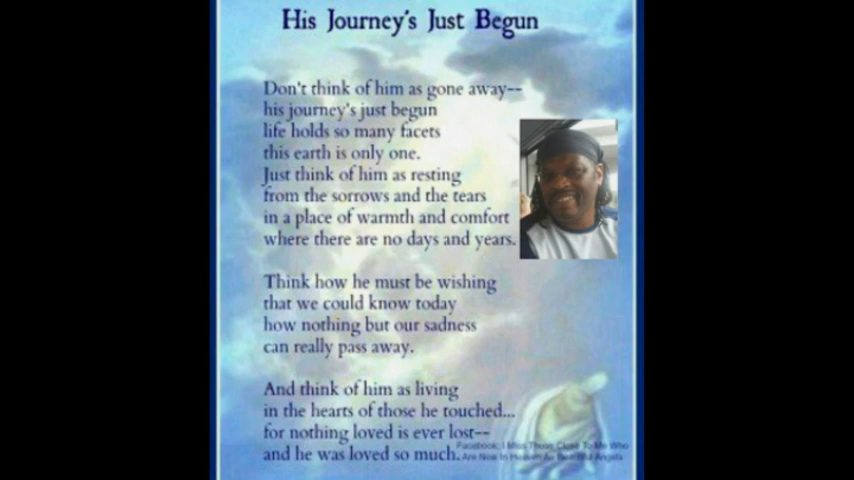 His Journey's Just Begun
Don't think of him as gone away--
his journey's just begun
life holds so many facets
this earth is only one.
Just think of him as resting
from the sorrows and the tears
in a place of warmth and comfort
where there are no days and years.
Think how he must be wishing
that we could know today
how nothing but our sadness
can really pass away.
And think of him as living
in the hearts of those he touched...
for nothing loved is ever lost--
and he was loved so much.
Facebook: I Miss Those Close To Me Who
Are Now In Heaven As Beautiful Angels